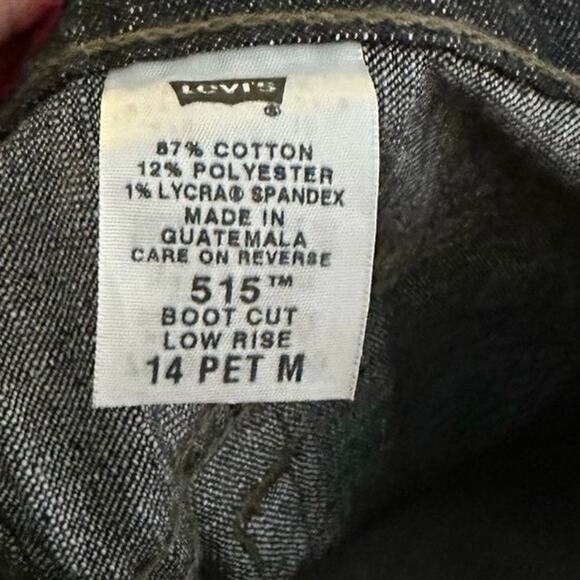 LEVI'S
®
87% COTTON
12% POLYESTER
1% LYCRA® SPANDEX
MADE IN
GUATEMALA
CARE ON REVERSE
515™
BOOT CUT
LOW RISE
14 PET M